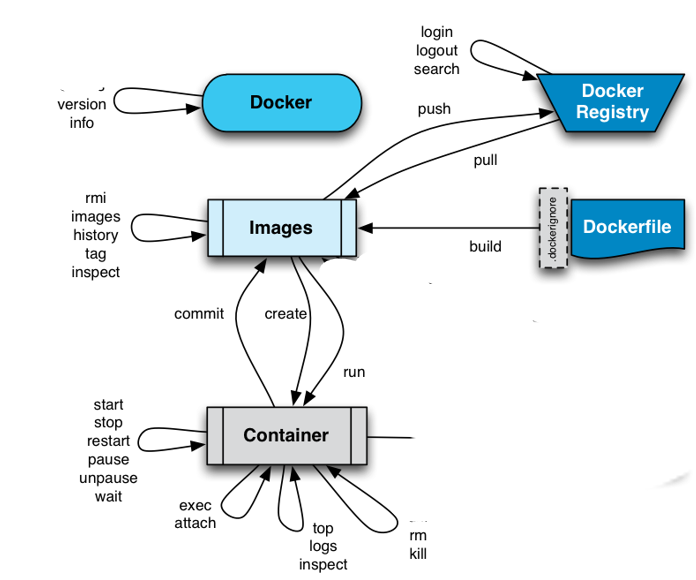 login
logout
search
Docker
Registry
version
info
Docker
push
pull
rmi
images
history
tag
inspect
Images
build
.dockerignore
Dockerfile
commit
create
run
start
stop
restart
pause
unpause
wait
Container
exec
attach
top
logs
inspect
rm
kill